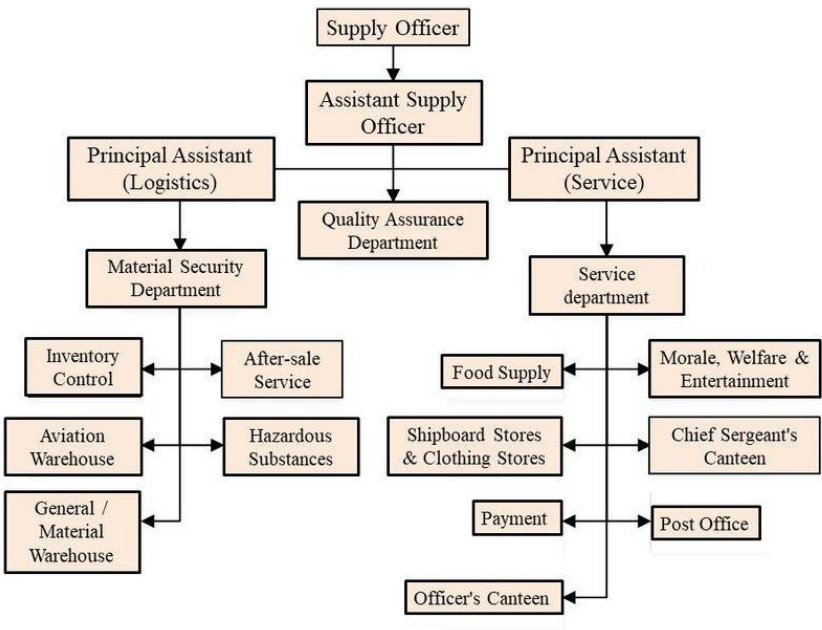 Supply Officer
Assistant Supply
Officer
Principal Assistant
(Logistics)
Principal Assistant
(Service)
Quality Assurance
Department
Material Security
Department
Service
department
Inventory
Control
After-sale
Service
Food Supply
Morale, Welfare &
Entertainment
Aviation
Warehouse
Hazardous
Substances
Shipboard Stores
& Clothing Stores
Chief Sergeant's
Canteen
General /
Material
Warehouse
Payment
Post Office
Officer's Canteen